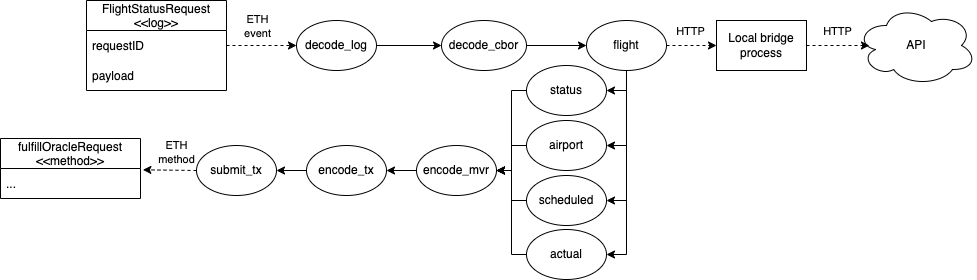 FlightStatusRequest
<<log>>
requestID
payload
ETH
event
decode_log
decode_cbor
flight
HTTP
Local bridge
process
HTTP
API
status
airport
scheduled
actual
encode_mvr
encode_tx
submit_tx
ETH
method
fulfillOracleRequest
<<method>>
...